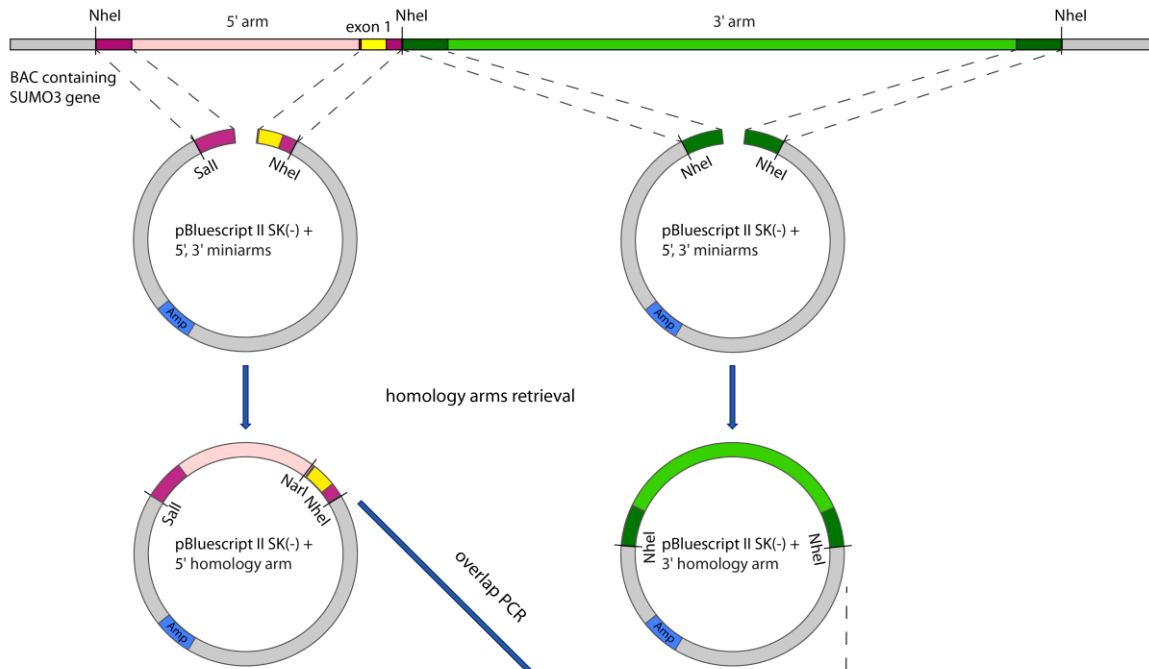 NheI
5' arm
exon 1
NheI
3' arm
NheI
BAC containing
SUMO3 gene
SalI
NheI
NheI
NheI
pBluescript II SK(-) +
5', 3' miniarms
pBluescript II SK(-) +
5', 3' miniarms
Amp
Amp
homology arms retrieval
SalI
NarI
NheI
NheI
NheI
pBluescript II SK(-) +
5' homology arm
pBluescript II SK(-) +
3' homology arm
overlap PCR
Amp
Amp